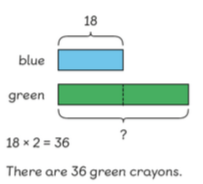 18
blue
green
?
18 × 2 = 36
There are 36 green crayons.